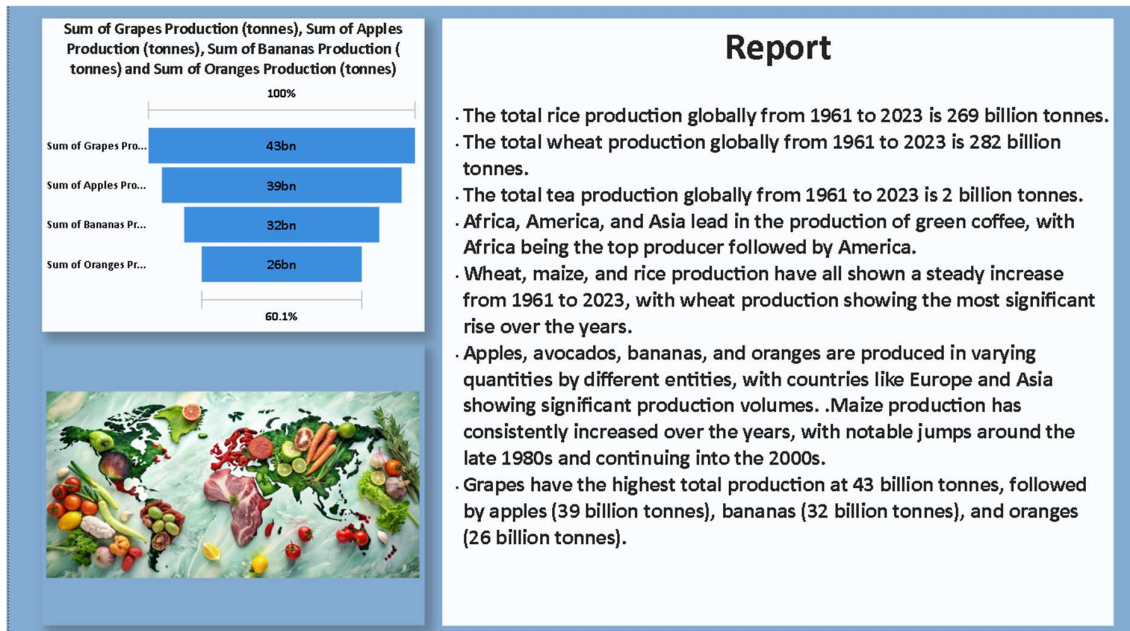 Sum of Grapes Production (tonnes), Sum of Apples
Production (tonnes), Sum of Bananas Production (
tonnes) and Sum of Oranges Production (tonnes)
100%
Sum of Grapes Pro...
43bn
Sum of Apples Pro...
39bn
Sum of Bananas Pr...
32bn
Sum of Oranges Pr...
26bn
60.1%
Report
· The total rice production globally from 1961 to 2023 is 269 billion tonnes.
· The total wheat production globally from 1961 to 2023 is 282 billion
tonnes.
· The total tea production globally from 1961 to 2023 is 2 billion tonnes.
· Africa, America, and Asia lead in the production of green coffee, with
Africa being the top producer followed by America.
· Wheat, maize, and rice production have all shown a steady increase
from 1961 to 2023, with wheat production showing the most significant
rise over the years.
· Apples, avocados, bananas, and oranges are produced in varying
quantities by different entities, with countries like Europe and Asia
showing significant production volumes. .Maize production has
consistently increased over the years, with notable jumps around the
late 1980s and continuing into the 2000s.
· Grapes have the highest total production at 43 billion tonnes, followed
by apples (39 billion tonnes), bananas (32 billion tonnes), and oranges
(26 billion tonnes).